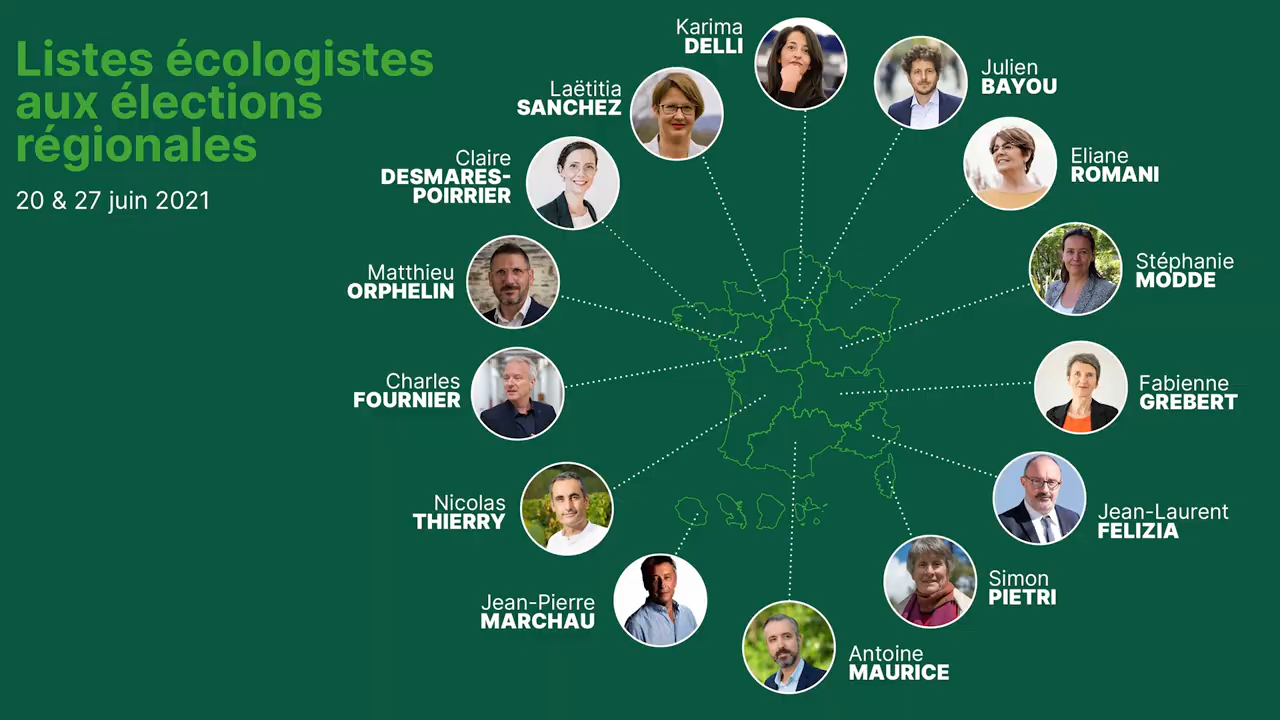 Listes écologistes
aux élections
régionales
20 & 27 juin 2021
Karima
DELLI
Julien
BAYOU
Laëtitia
SANCHEZ
Eliane
ROMANI
Claire
DESMARES-
POIRRIER
Stéphanie
MODDE
Matthieu
ORPHELIN
Charles
FOURNIER
Fabienne
GREBERT
Nicolas
THIERRY
Jean-Laurent
FELIZIA
Jean-Pierre
MARCHAU
Simon
PIETRI
Antoine
MAURICE